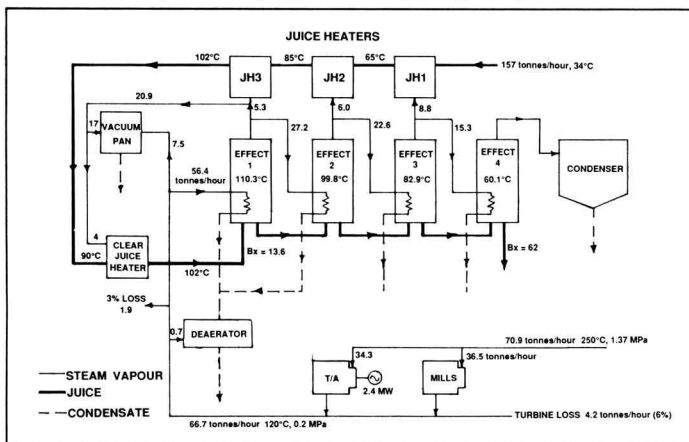 JUICE HEATERS
102°C
JH3
85°C
JH2
65°C
JH1
157 tonnes/hour, 34°C
20.9
5.3
6.0
8.8
17
VACUUM
PAN
7.5
27.2
22.6
15.3
56.4
tonnes/hour
EFFECT
1
110.3°C
EFFECT
2
99.8°C
EFFECT
3
82.9°C
EFFECT
4
60.1°C
CONDENSER
4
90°C
CLEAR
JUICE
HEATER
102°C
Bx = 13.6
Bx = 62
3% LOSS
1.9
0.7
DEAERATOR
70.9 tonnes/hour 250°C, 1.37 MPa
34.3
36.5 tonnes/hour
T/A
2.4 MW
MILLS
STEAM VAPOUR
JUICE
CONDENSATE
66.7 tonnes/hour 120°C, 0.2 MPa
TURBINE LOSS 4.2 tonnes/hour (6%)